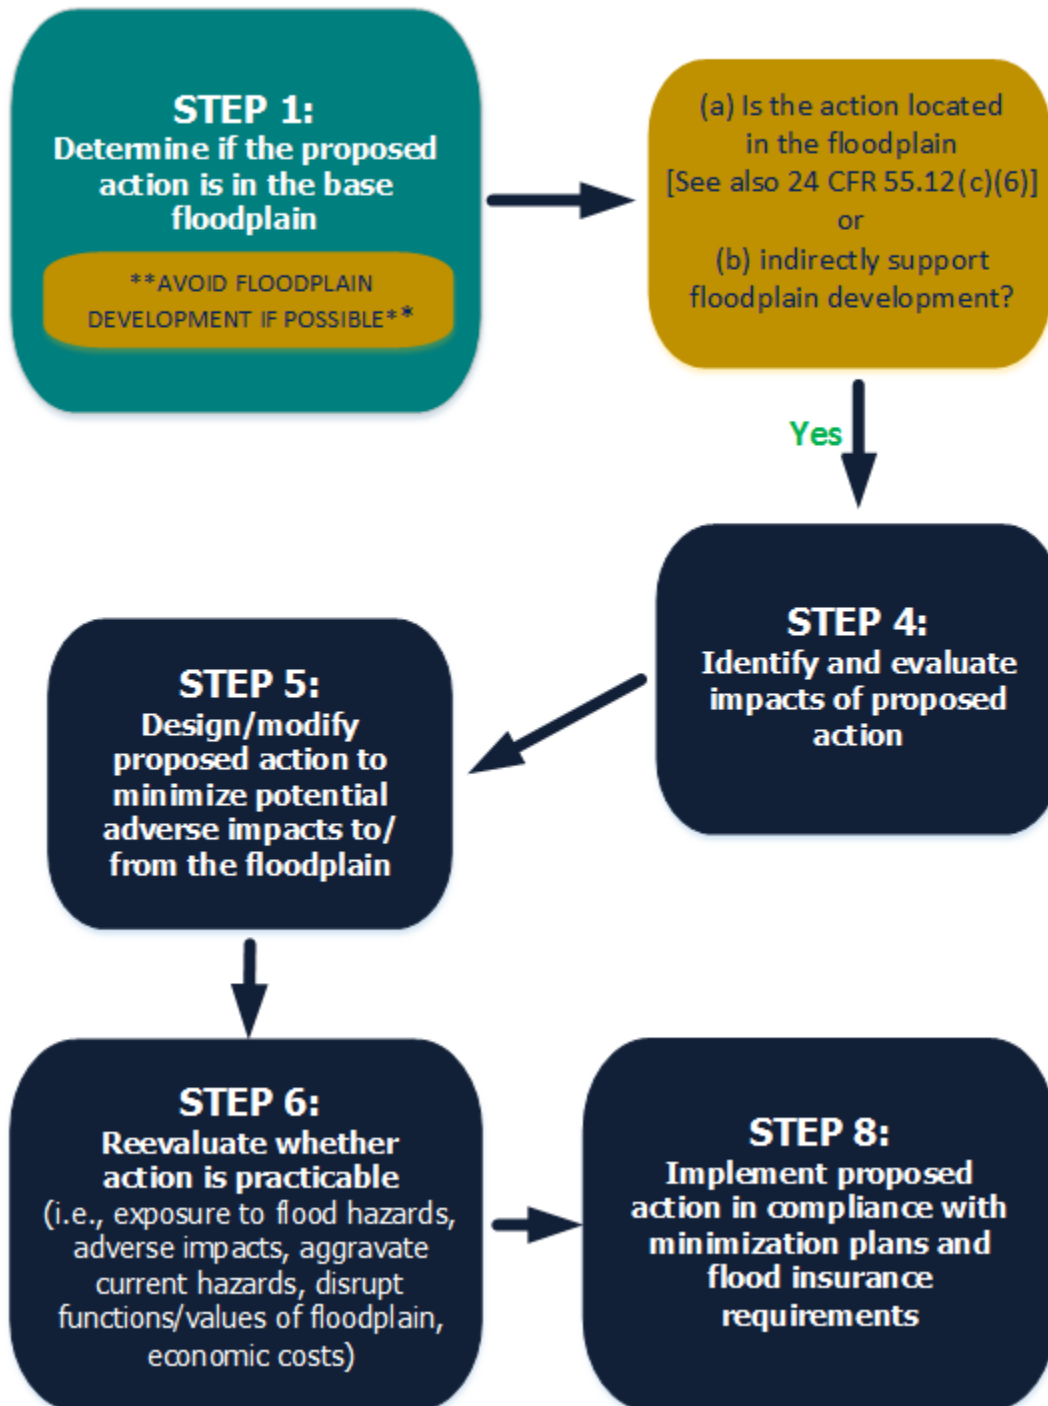 STEP 1:
Determine if the proposed
action is in the base
floodplain
**AVOID FLOODPLAIN
DEVELOPMENT IF POSSIBLE**
(a) Is the action located
in the floodplain
[See also 24 CFR 55.12(c)(6)]
or
(b) indirectly support
floodplain development?
Yes
STEP 4:
Identify and evaluate
impacts of proposed
action
STEP 5:
Design/modify
proposed action to
minimize potential
adverse impacts to/
from the floodplain
STEP 6:
Reevaluate whether
action is practicable
(i.e., exposure to flood hazards,
adverse impacts, aggravate
current hazards, disrupt
functions/values of floodplain,
economic costs)
STEP 8:
Implement proposed
action in compliance with
minimization plans and
flood insurance
requirements